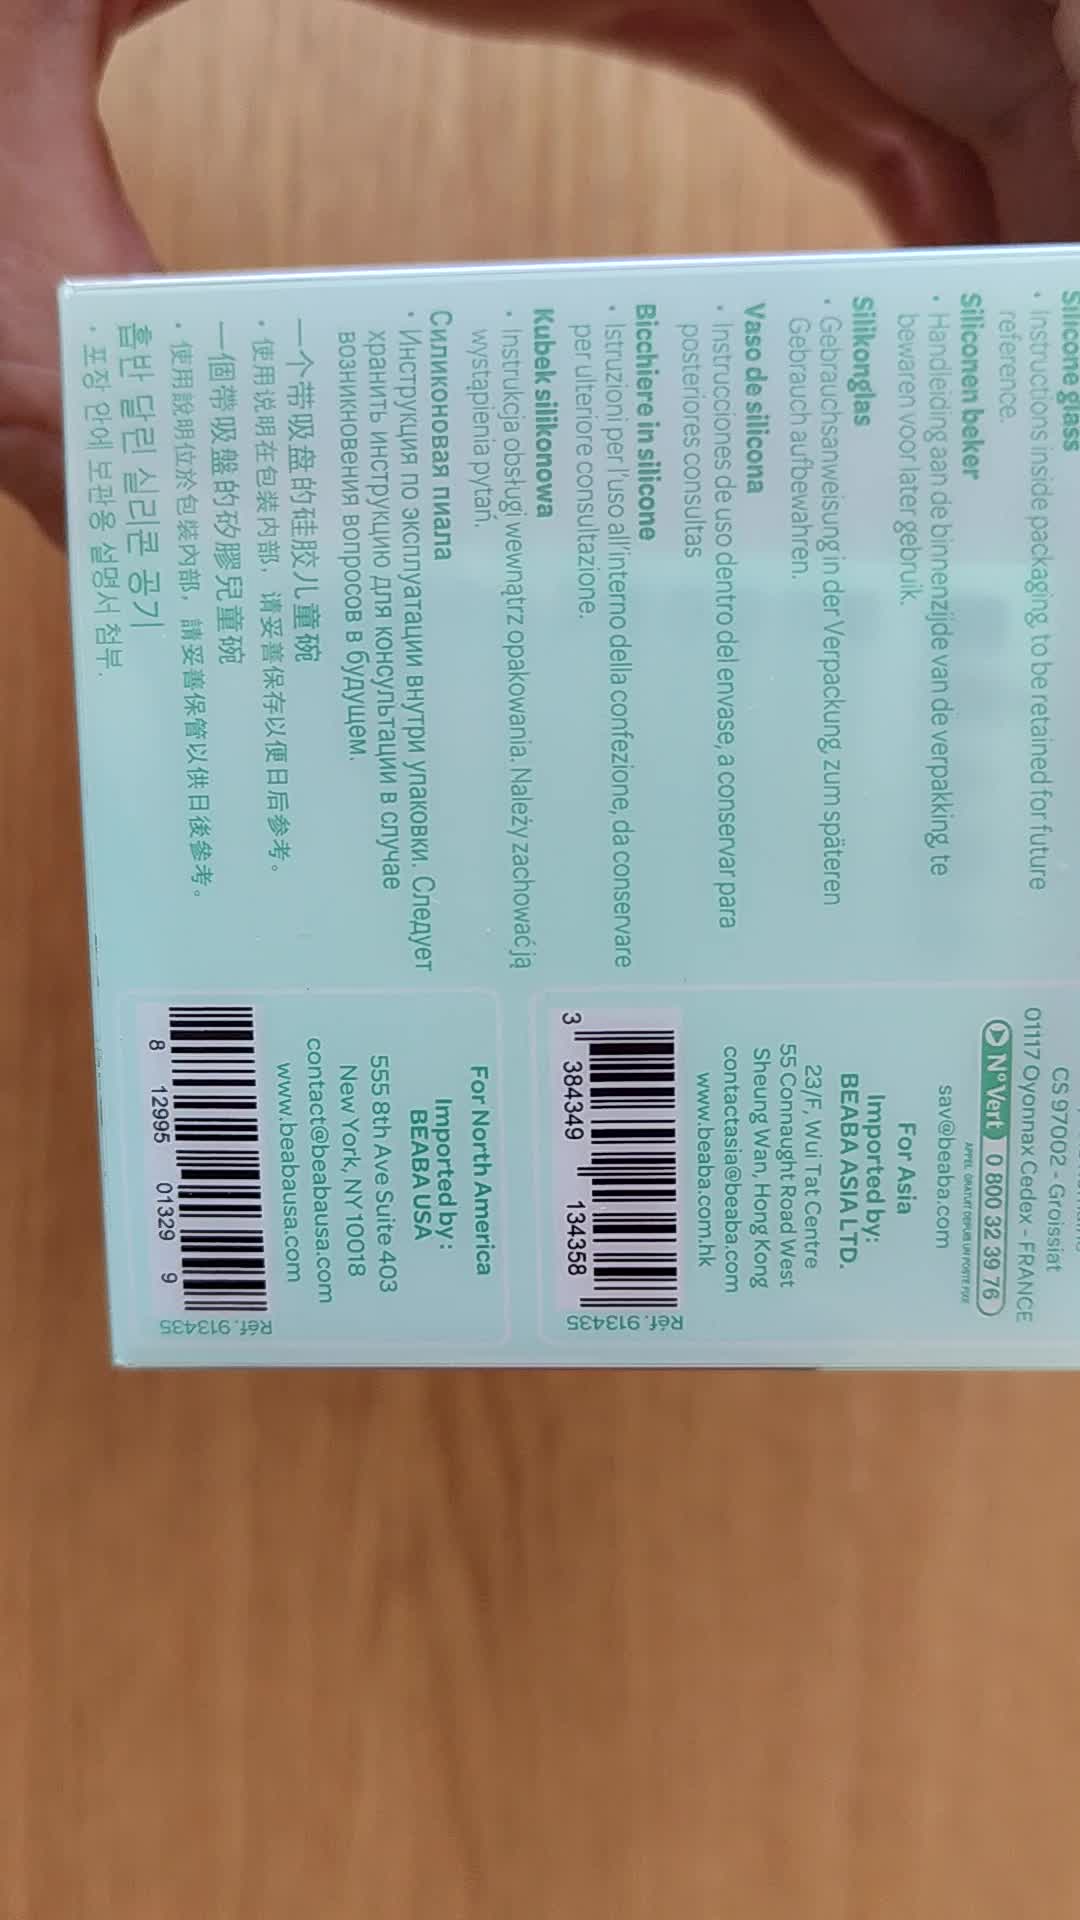 Silicone glass
• Instructions inside packaging, to be retained for future
reference.
Siliconen beker
• Handleiding aan de binnenzijde van de verpakking te
bewaren voor later gebruik.
Silikonglas
• Gebrauchsanweisung in der Verpackung, zum späteren
Gebrauch aufbewahren.
Vaso de silicona
• Instrucciones de uso dentro del envase, a conservar para
posteriores consultas
Bicchiere in silicone
• Istruzioni per l'uso all'interno della confezione, da conservare
per ulteriore consultazione.
Kubek silikonowa
• Instrukcja obsługi wewnątrz opakowania. Należy zachować ją
wystąpienia pytań.
Силиконовая пиала
• Инструкция по эксплуатации внутри упаковки. Следует
хранить инструкцию для консультации в случае
возникновения вопросов в будущем.
一个带吸盘的硅胶儿童碗
• 使用说明在包装内部，请妥善保存以便日后参考。
一個帶吸盤的矽膠兒童碗
• 使用說明位於包裝內部，請妥善保管以供日後參考。
흡반 달린 실리콘 공기
• 포장 안에 보관용 설명서 첨부.
CS 97002 - Groissiat
01117 Oyonnax Cedex - FRANCE
N° Vert 0 800 32 39 76
APPEL GRATUIT DEPUIS UN POSTE FIXE
sav@beaba.com
For Asia
Imported by:
BEABA ASIA LTD.
23/F, Wui Tat Centre
55 Connaught Road West
Sheung Wan, Hong Kong
contactasia@beaba.com
www.beaba.com.hk
3 384349 134358
Réf. 913435
For North America
Imported by:
BEABA USA
555 8th Ave Suite 403
New York, NY 10018
contact@beabausa.com
www.beabausa.com
8 12995 01329 9
Réf. 913435